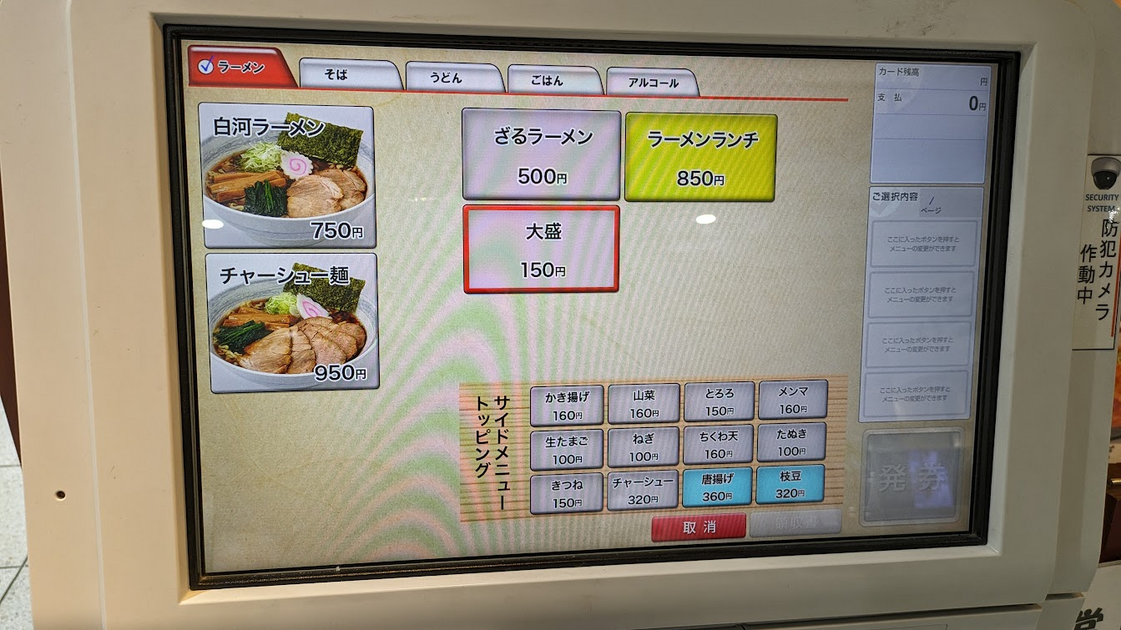 ラーメン
そば
うどん
ごはん
アルコール
白河ラーメン
750円
チャーシュー麺
950円
ざるラーメン
500円
ラーメンランチ
850円
大盛
150円
サイドメニュー
トッピング
かき揚げ
160円
山菜
160円
とろろ
150円
メンマ
160円
生たまご
100円
ねぎ
100円
ちくわ天
160円
たぬき
100円
きつね
150円
チャーシュー
320円
唐揚げ
360円
枝豆
320円
取消
カード残高
円
支払
0円
ご選択内容
/
ページ
ここに入ったボタンを押すと
メニューの変更ができます
ここに入ったボタンを押すと
メニューの変更ができます
ここに入ったボタンを押すと
メニューの変更ができます
ここに入ったボタンを押すと
メニューの変更ができます
発券
SECURITY
SYSTEM
防犯カメラ
作動中